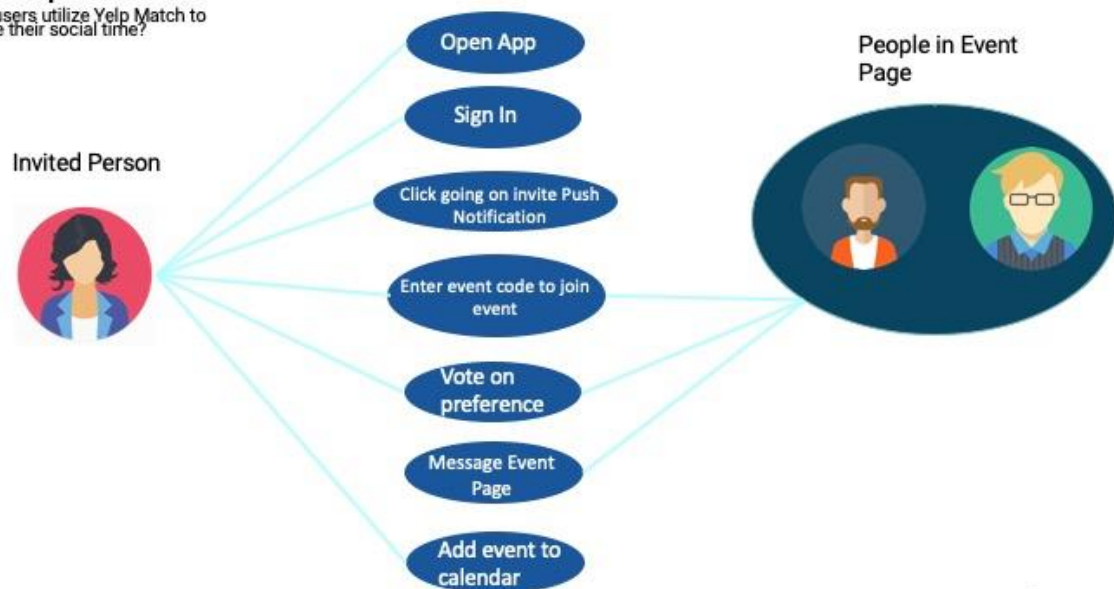 users utilize Yelp Match to
their social time?
Open App
People in Event
Page
Sign In
Invited Person
Click going on invite Push
Notification
Enter event code to join
event
Vote on
preference
Message Event
Page
Add event to
calendar